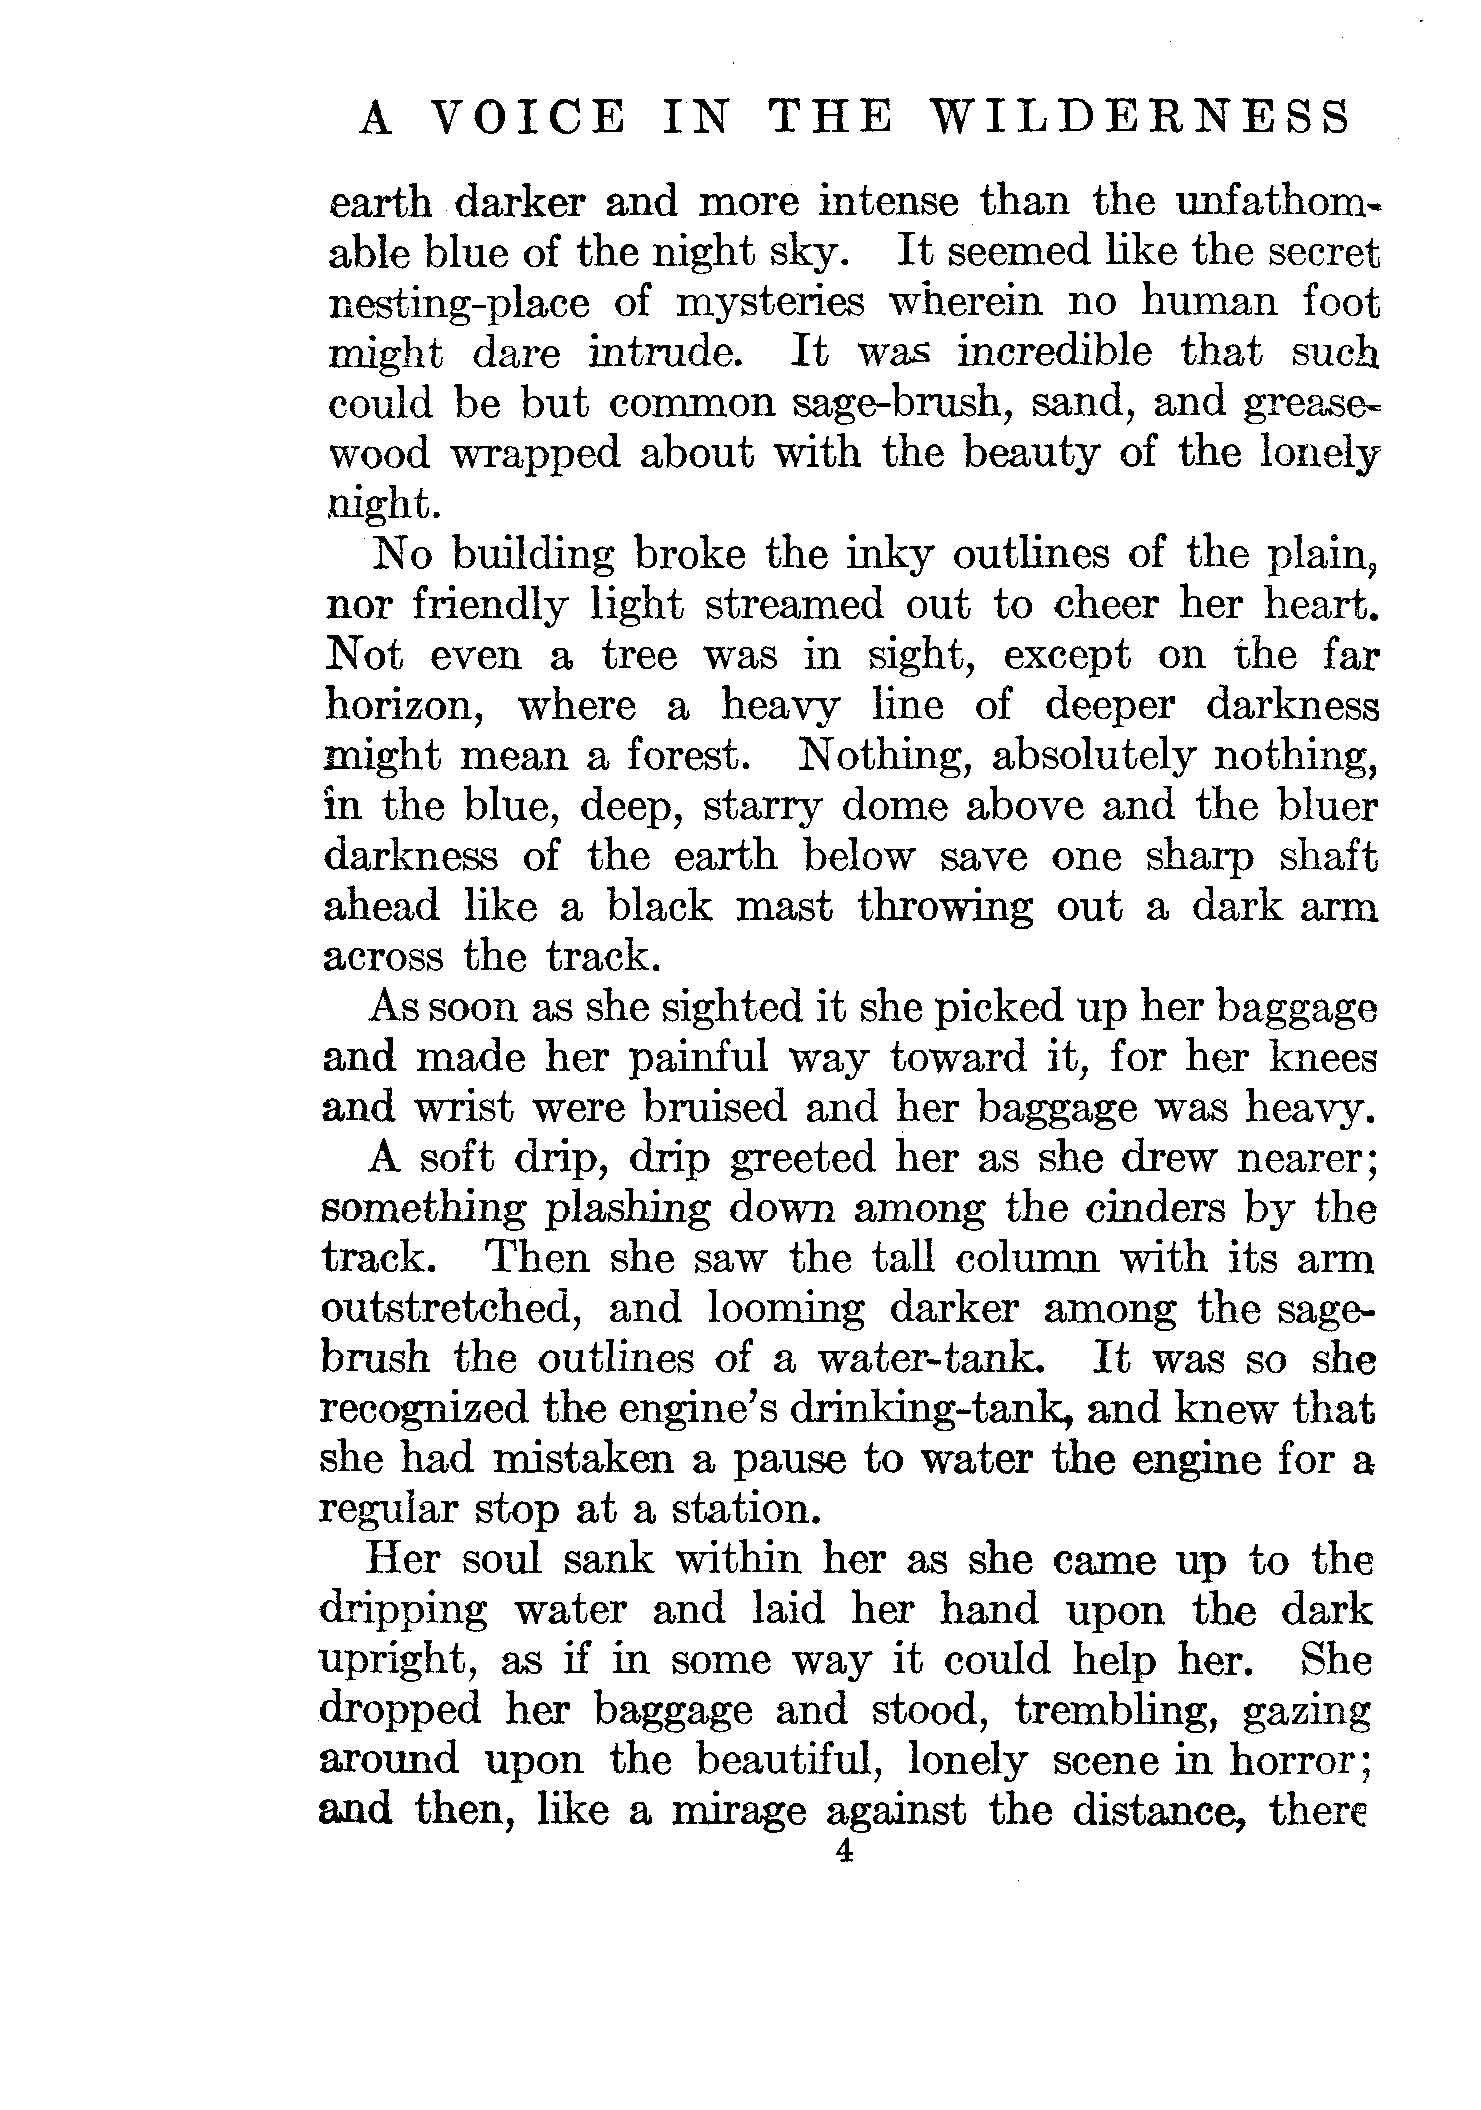 A VOICE IN THE WILDERNESS
earth darker and more intense than the unfathom-
able blue of the night sky. It seemed like the secret
nesting-place of mysteries wherein no human foot
might dare intrude. It was incredible that such
could be but common sage-brush, sand, and grease-
wood wrapped about with the beauty of the lonely
night.
No building broke the inky outlines of the plain,
nor friendly light streamed out to cheer her heart.
Not even a tree was in sight, except on the far
horizon, where a heavy line of deeper darkness
might mean a forest. Nothing, absolutely nothing,
in the blue, deep, starry dome above and the bluer
darkness of the earth below save one sharp shaft
ahead like a black mast throwing out a dark arm
across the track.
As soon as she sighted it she picked up her baggage
and made her painful way toward it, for her knees
and wrist were bruised and her baggage was heavy.
A soft drip, drip greeted her as she drew nearer;
something plashing down among the cinders by the
track. Then she saw the tall column with its arm
outstretched, and looming darker among the sage-
brush the outlines of a water-tank. It was so she
recognized the engine's drinking-tank, and knew that
she had mistaken a pause to water the engine for a
regular stop at a station.
Her soul sank within her as she came up to the
dripping water and laid her hand upon the dark
upright, as if in some way it could help her. She
dropped her baggage and stood, trembling, gazing
around upon the beautiful, lonely scene in horror;
and then, like a mirage against the distance, there
4